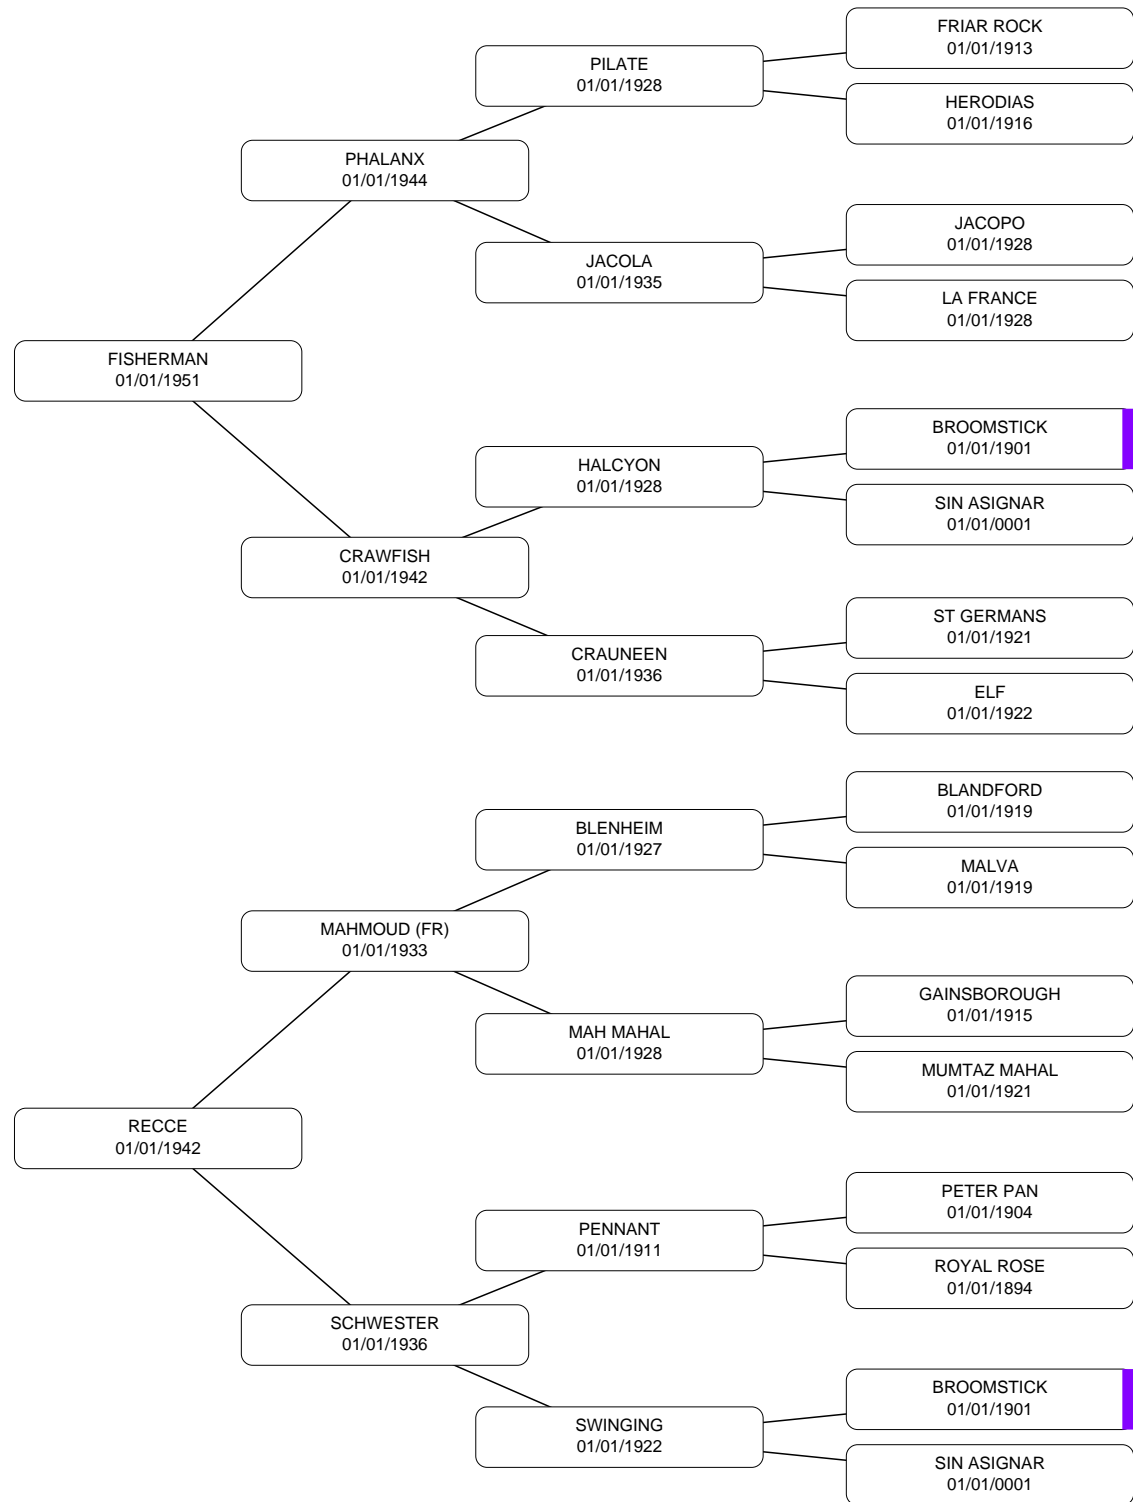 FRIAR ROCK
01/01/1913
PILATE
01/01/1928
HERODIAS
01/01/1916
PHALANX
01/01/1944
JACOPO
01/01/1928
JACOLA
01/01/1935
LA FRANCE
01/01/1928
FISHERMAN
01/01/1951
BROOMSTICK
01/01/1901
HALCYON
01/01/1928
SIN ASIGNAR
01/01/0001
CRAWFISH
01/01/1942
ST GERMANS
01/01/1921
CRAUNEEN
01/01/1936
ELF
01/01/1922
BLANDFORD
01/01/1919
BLENHEIM
01/01/1927
MALVA
01/01/1919
MAHMOUD (FR)
01/01/1933
GAINSBOROUGH
01/01/1915
MAH MAHAL
01/01/1928
MUMTAZ MAHAL
01/01/1921
RECCE
01/01/1942
PETER PAN
01/01/1904
PENNANT
01/01/1911
ROYAL ROSE
01/01/1894
SCHWESTER
01/01/1936
BROOMSTICK
01/01/1901
SWINGING
01/01/1922
SIN ASIGNAR
01/01/0001